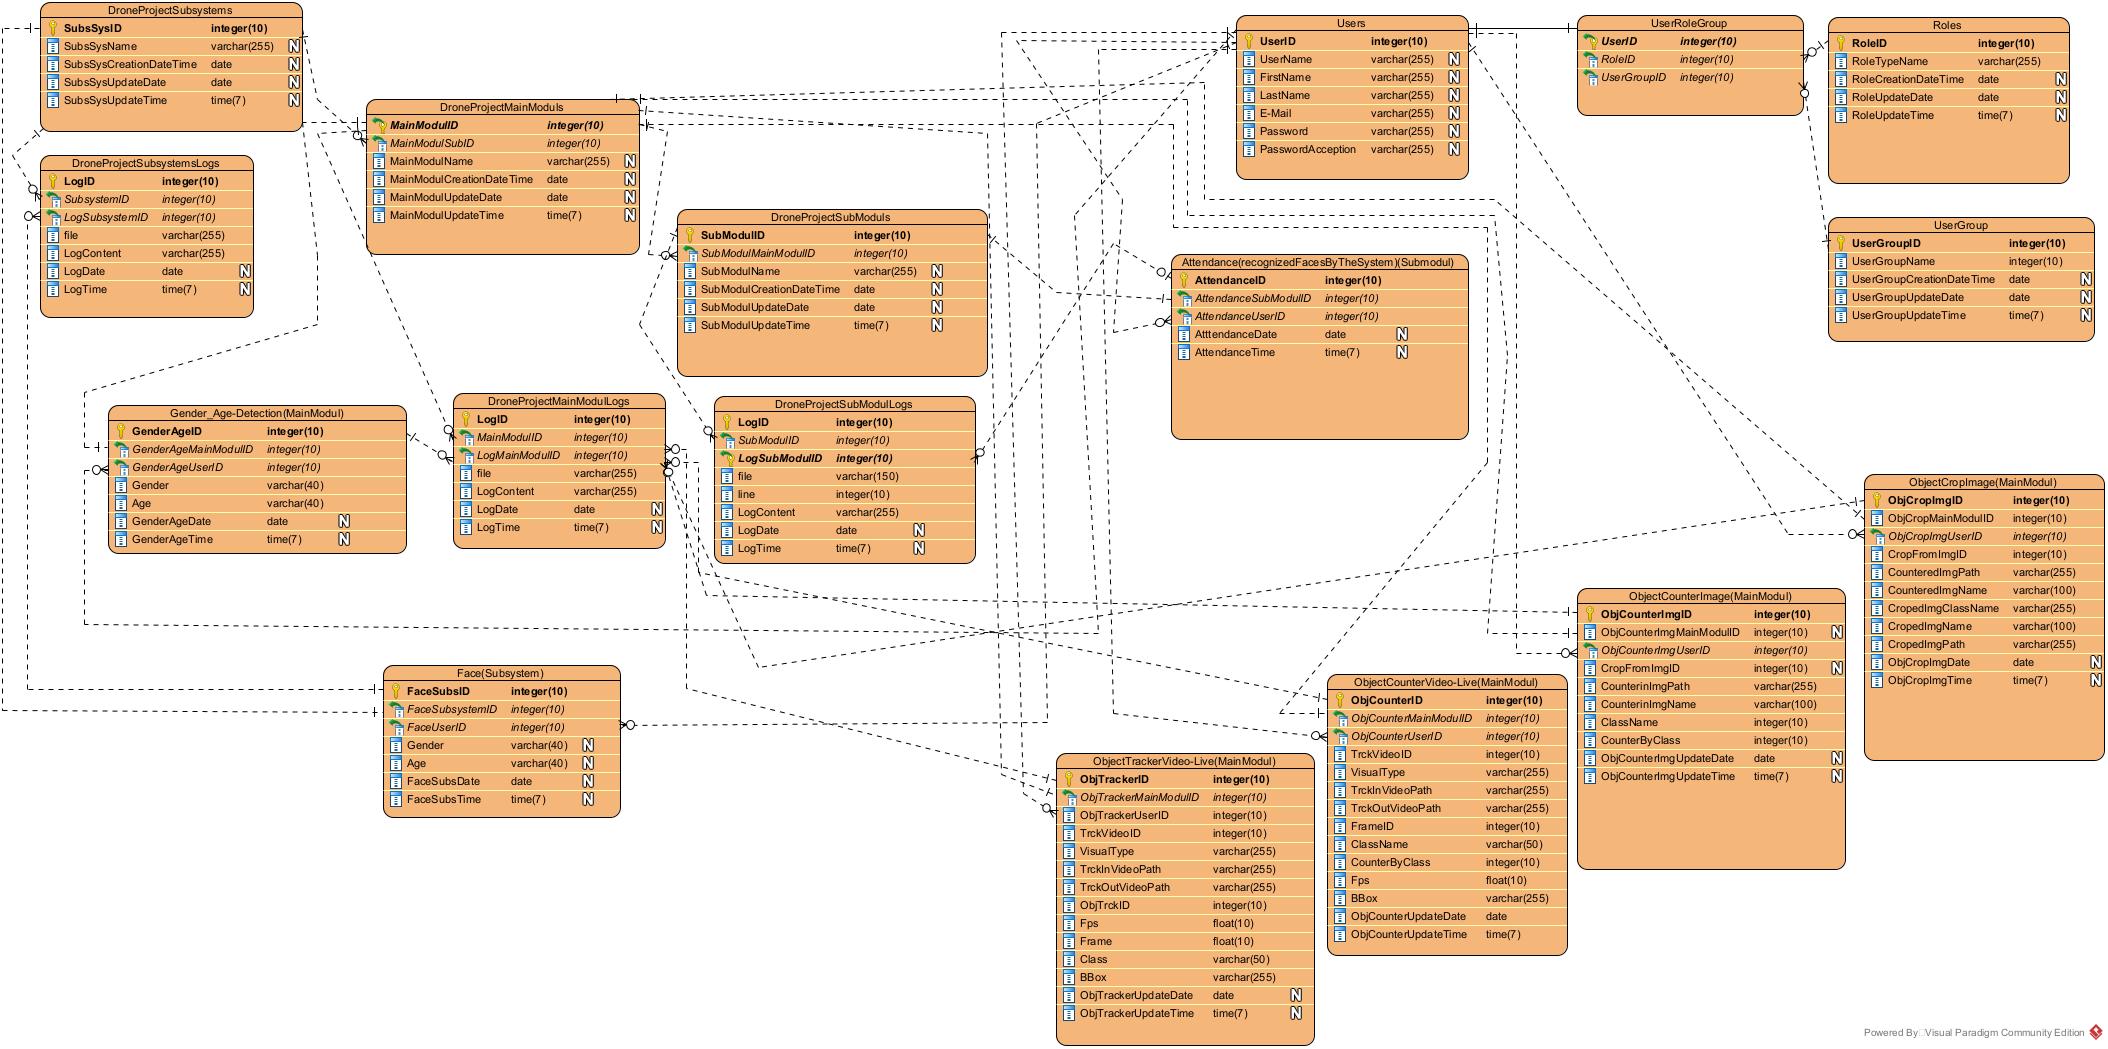 DroneProjectSubsystems
SubsSysID integer(10)
SubsSysName varchar(255) N
SubsSysCreationDateTime date N
SubsSysUpdateDate date N
SubsSysUpdateTime time(7) N
DroneProjectSubsystemsLogs
LogID integer(10)
SubsystemID integer(10)
LogSubsystemID integer(10)
file varchar(255)
LogContent varchar(255)
LogDate date N
LogTime time(7) N
DroneProjectMainModuls
MainModulID integer(10)
MainModulSubID integer(10)
MainModulName varchar(255) N
MainModulCreationDateTime date N
MainModulUpdateDate date N
MainModulUpdateTime time(7) N
DroneProjectSubModuls
SubModulID integer(10)
SubModulMainModulID integer(10)
SubModulName varchar(255) N
SubModulCreationDateTime date N
SubModulUpdateDate date N
SubModulUpdateTime time(7) N
Users
UserID integer(10)
UserName varchar(255) N
FirstName varchar(255) N
LastName varchar(255) N
E-Mail varchar(255) N
Password varchar(255) N
PasswordAcception varchar(255) N
UserRoleGroup
UserID integer(10)
RoleID integer(10)
UserGroupID integer(10)
Roles
RoleID integer(10)
RoleTypeName varchar(255)
RoleCreationDateTime date N
RoleUpdateDate date N
RoleUpdateTime time(7) N
UserGroup
UserGroupID integer(10)
UserGroupName integer(10)
UserGroupCreationDateTime date N
UserGroupUpdateDate date N
UserGroupUpdateTime time(7) N
Attendance(recognizedFacesByTheSystem)(Submodul)
AttendanceID integer(10)
AttendanceSubModulID integer(10)
AttendanceUserID integer(10)
AtttendanceDate date N
AttendanceTime time(7) N
Gender_Age-Detection(MainModul)
GenderAgeID integer(10)
GenderAgeMainModulID integer(10)
GenderAgeUserID integer(10)
Gender varchar(40)
Age varchar(40)
GenderAgeDate date N
GenderAgeTime time(7) N
DroneProjectMainModulLogs
LogID integer(10)
MainModulID integer(10)
LogMainModulID integer(10)
file varchar(255)
LogContent varchar(255)
LogDate date N
LogTime time(7) N
DroneProjectSubModulLogs
LogID integer(10)
SubModulID integer(10)
LogSubModulID integer(10)
file varchar(150)
line integer(10)
LogContent varchar(255)
LogDate date N
LogTime time(7) N
Face(Subsystem)
FaceSubsID integer(10)
FaceSubsystemID integer(10)
FaceUserID integer(10)
Gender varchar(40) N
Age varchar(40) N
FaceSubsDate date N
FaceSubsTime time(7) N
ObjectTrackerVideo-Live(MainModul)
ObjTrackerID integer(10)
ObjTrackerMainModulID integer(10)
ObjTrackerUserID integer(10)
TrckVideoID integer(10)
VisualType varchar(255)
TrckInVideoPath varchar(255)
TrckOutVideoPath varchar(255)
ObjTrckID integer(10)
Fps float(10)
Frame float(10)
Class varchar(50)
BBox varchar(255)
ObjTrackerUpdateDate date N
ObjTrackerUpdateTime time(7) N
ObjectCounterVideo-Live(MainModul)
ObjCounterID integer(10)
ObjCounterMainModulID integer(10)
ObjCounterUserID integer(10)
TrckVideoID integer(10)
VisualType varchar(255)
TrckInVideoPath varchar(255)
TrckOutVideoPath varchar(255)
FrameID integer(10)
ClassName varchar(50)
CounterByClass integer(10)
Fps float(10)
BBox varchar(255)
ObjCounterUpdateDate date
ObjCounterUpdateTime time(7)
ObjectCounterImage(MainModul)
ObjCounterImgID integer(10)
ObjCounterImgMainModulID integer(10) N
ObjCounterImgUserID integer(10)
CropFromImgID integer(10) N
CounterinImgPath varchar(255)
CounterinImgName varchar(100)
ClassName integer(10)
CounterByClass integer(10)
ObjCounterImgUpdateDate date N
ObjCounterImgUpdateTime time(7) N
ObjectCropImage(MainModul)
ObjCropImgID integer(10)
ObjCropMainModulID integer(10)
ObjCropImgUserID integer(10)
CropFromImgID integer(10)
CounteredImgPath varchar(255)
CounteredImgName varchar(100)
CropedImgClassName varchar(255)
CropedImgName varchar(100)
CropedImgPath varchar(255)
ObjCropImgDate date N
ObjCropImgTime time(7) N
Powered By Visual Paradigm Community Edition